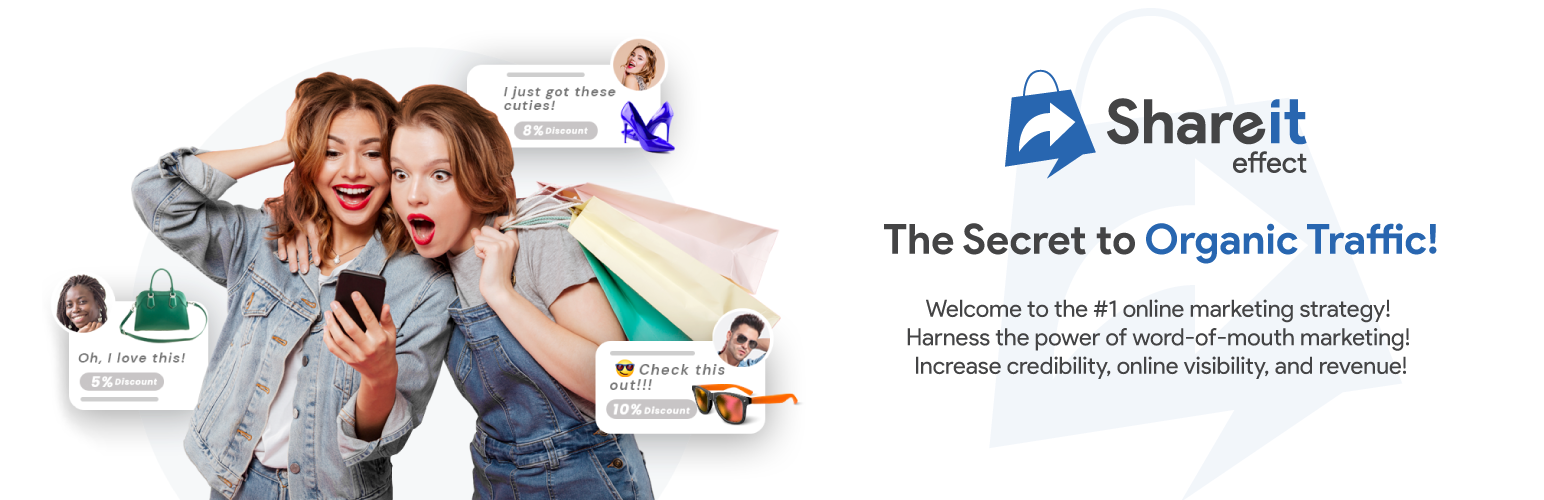 I just got these
cuties!
8% Discount
Oh, I love this!
5% Discount
😎 Check this
out!!!
10% Discount
Shareit
effect
The Secret to Organic Traffic!
Welcome to the #1 online marketing strategy!
Harness the power of word-of-mouth marketing!
Increase credibility, online visibility, and revenue!